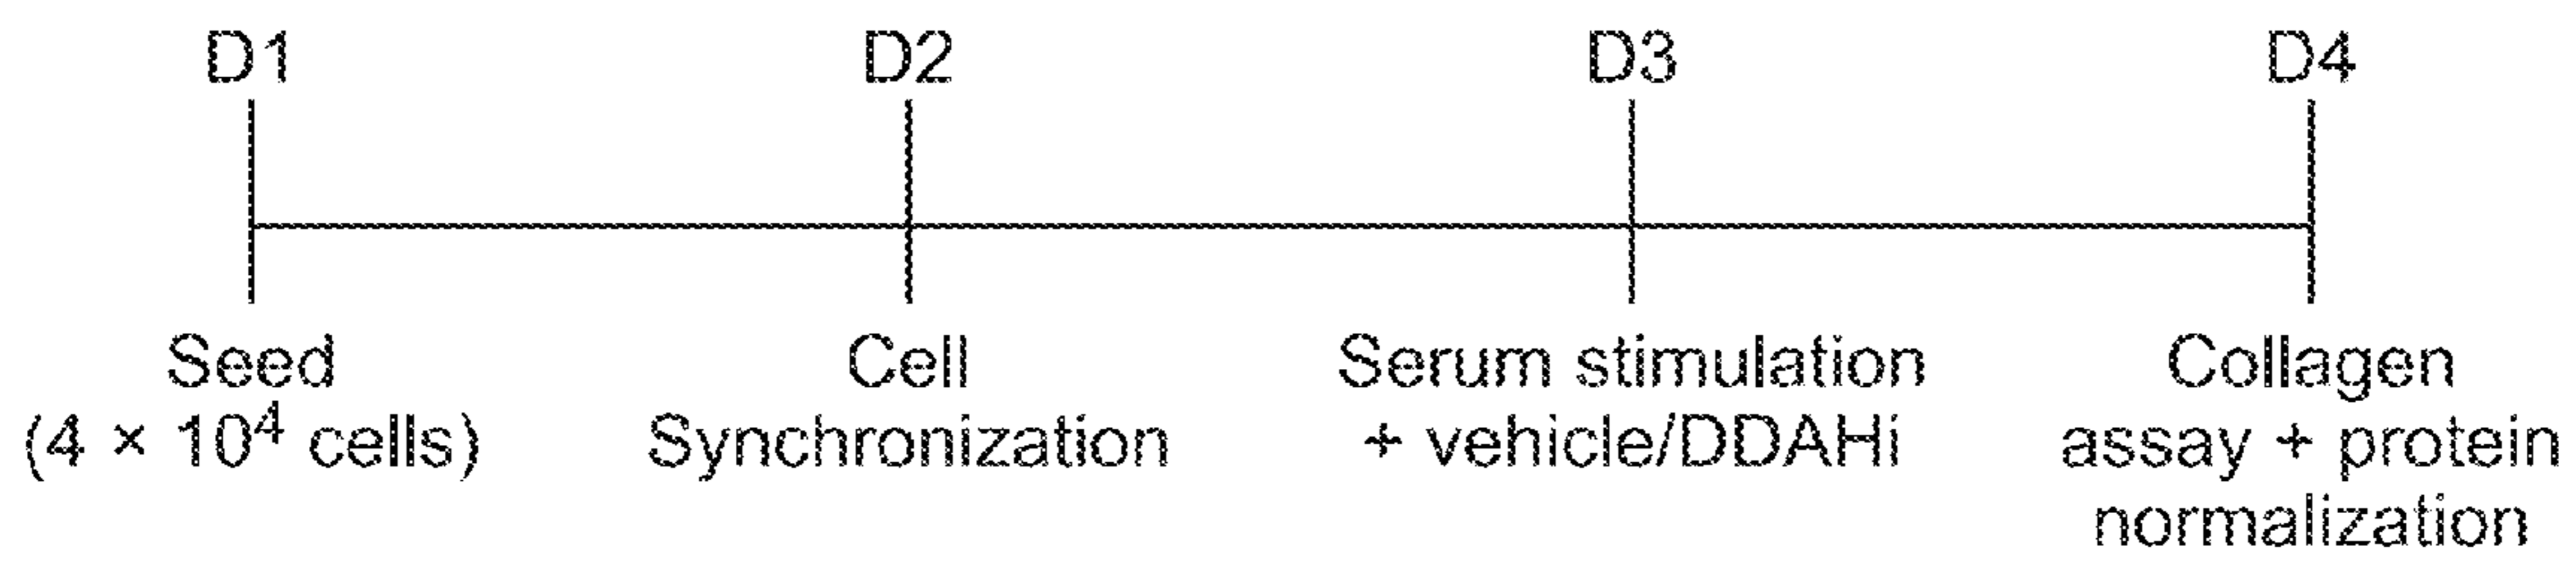 D1
D2
D3
D4
Seed
(4 × 10⁴ cells)
Cell
Synchronization
Serum stimulation
+ vehicle/DDAHi
Collagen
assay + protein
normalization